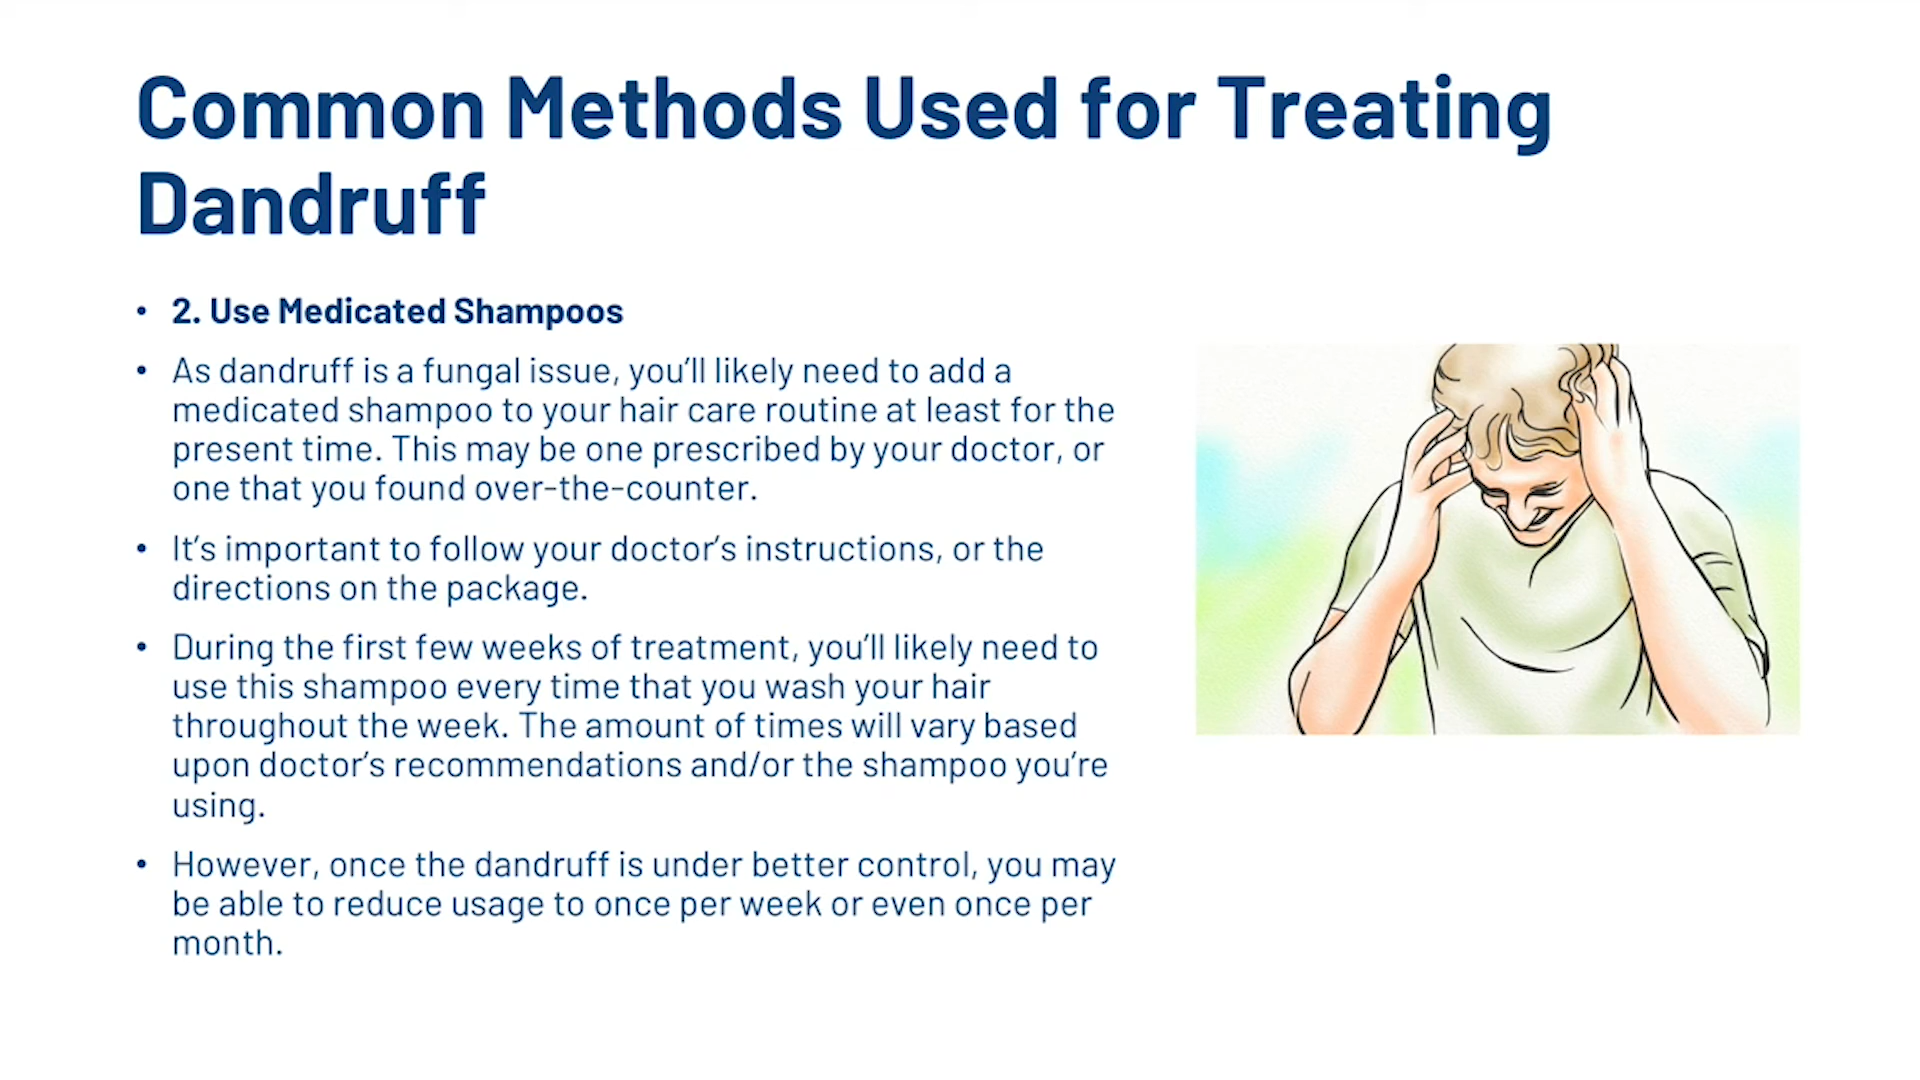 Common Methods Used for Treating
Dandruff
• 2. Use Medicated Shampoos
• As dandruff is a fungal issue, you’ll likely need to add a
medicated shampoo to your hair care routine at least for the
present time. This may be one prescribed by your doctor, or
one that you found over-the-counter.
• It’s important to follow your doctor’s instructions, or the
directions on the package.
• During the first few weeks of treatment, you’ll likely need to
use this shampoo every time that you wash your hair
throughout the week. The amount of times will vary based
upon doctor’s recommendations and/or the shampoo you’re
using.
• However, once the dandruff is under better control, you may
be able to reduce usage to once per week or even once per
month.